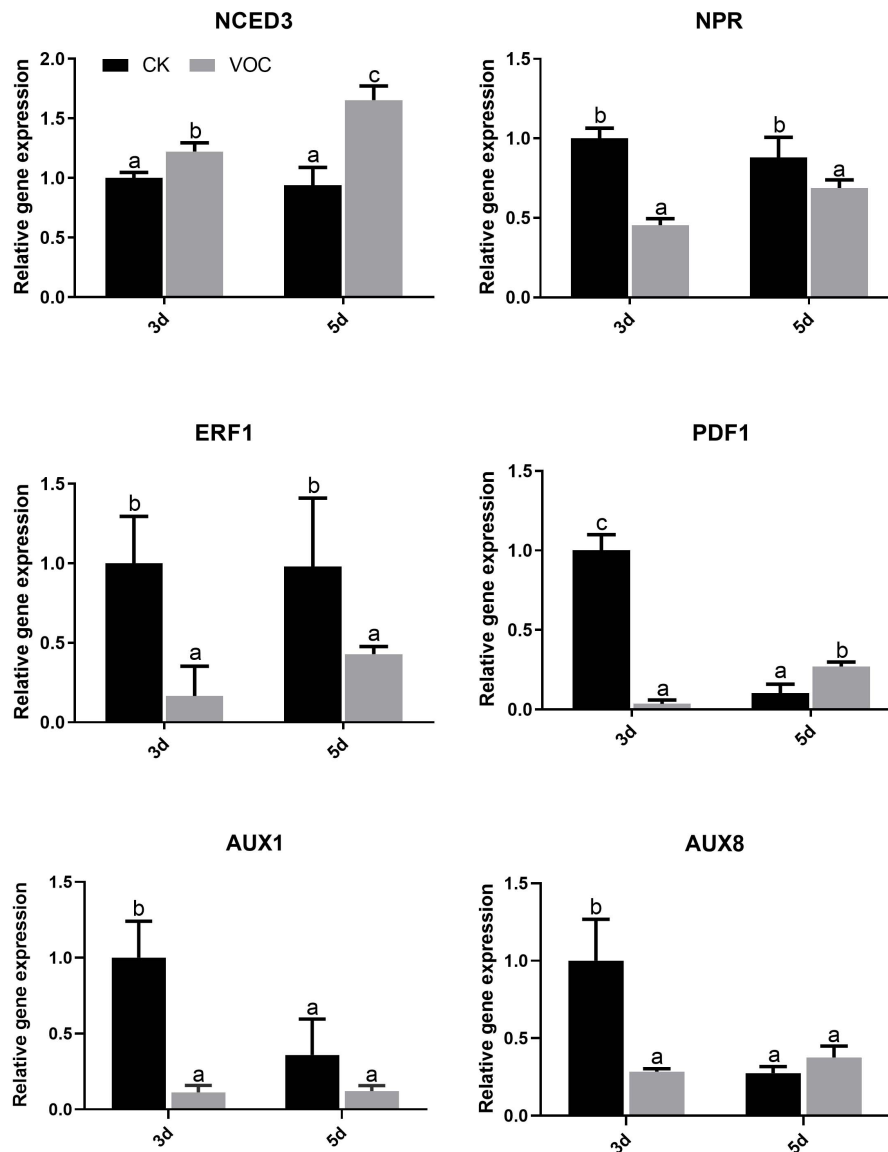 NCED3
CK VOC
Relative gene expression
2.0
1.5
1.0
0.5
0.0
a
b
a
c
3d
5d
NPR
Relative gene expression
1.5
1.0
0.5
0.0
b
a
b
a
3d
5d
ERF1
Relative gene expression
1.5
1.0
0.5
0.0
b
a
b
a
3d
5d
PDF1
Relative gene expression
1.5
1.0
0.5
0.0
c
a
a
b
3d
5d
AUX1
Relative gene expression
1.5
1.0
0.5
0.0
b
a
a
a
3d
5d
AUX8
Relative gene expression
1.5
1.0
0.5
0.0
b
a
a
a
3d
5d